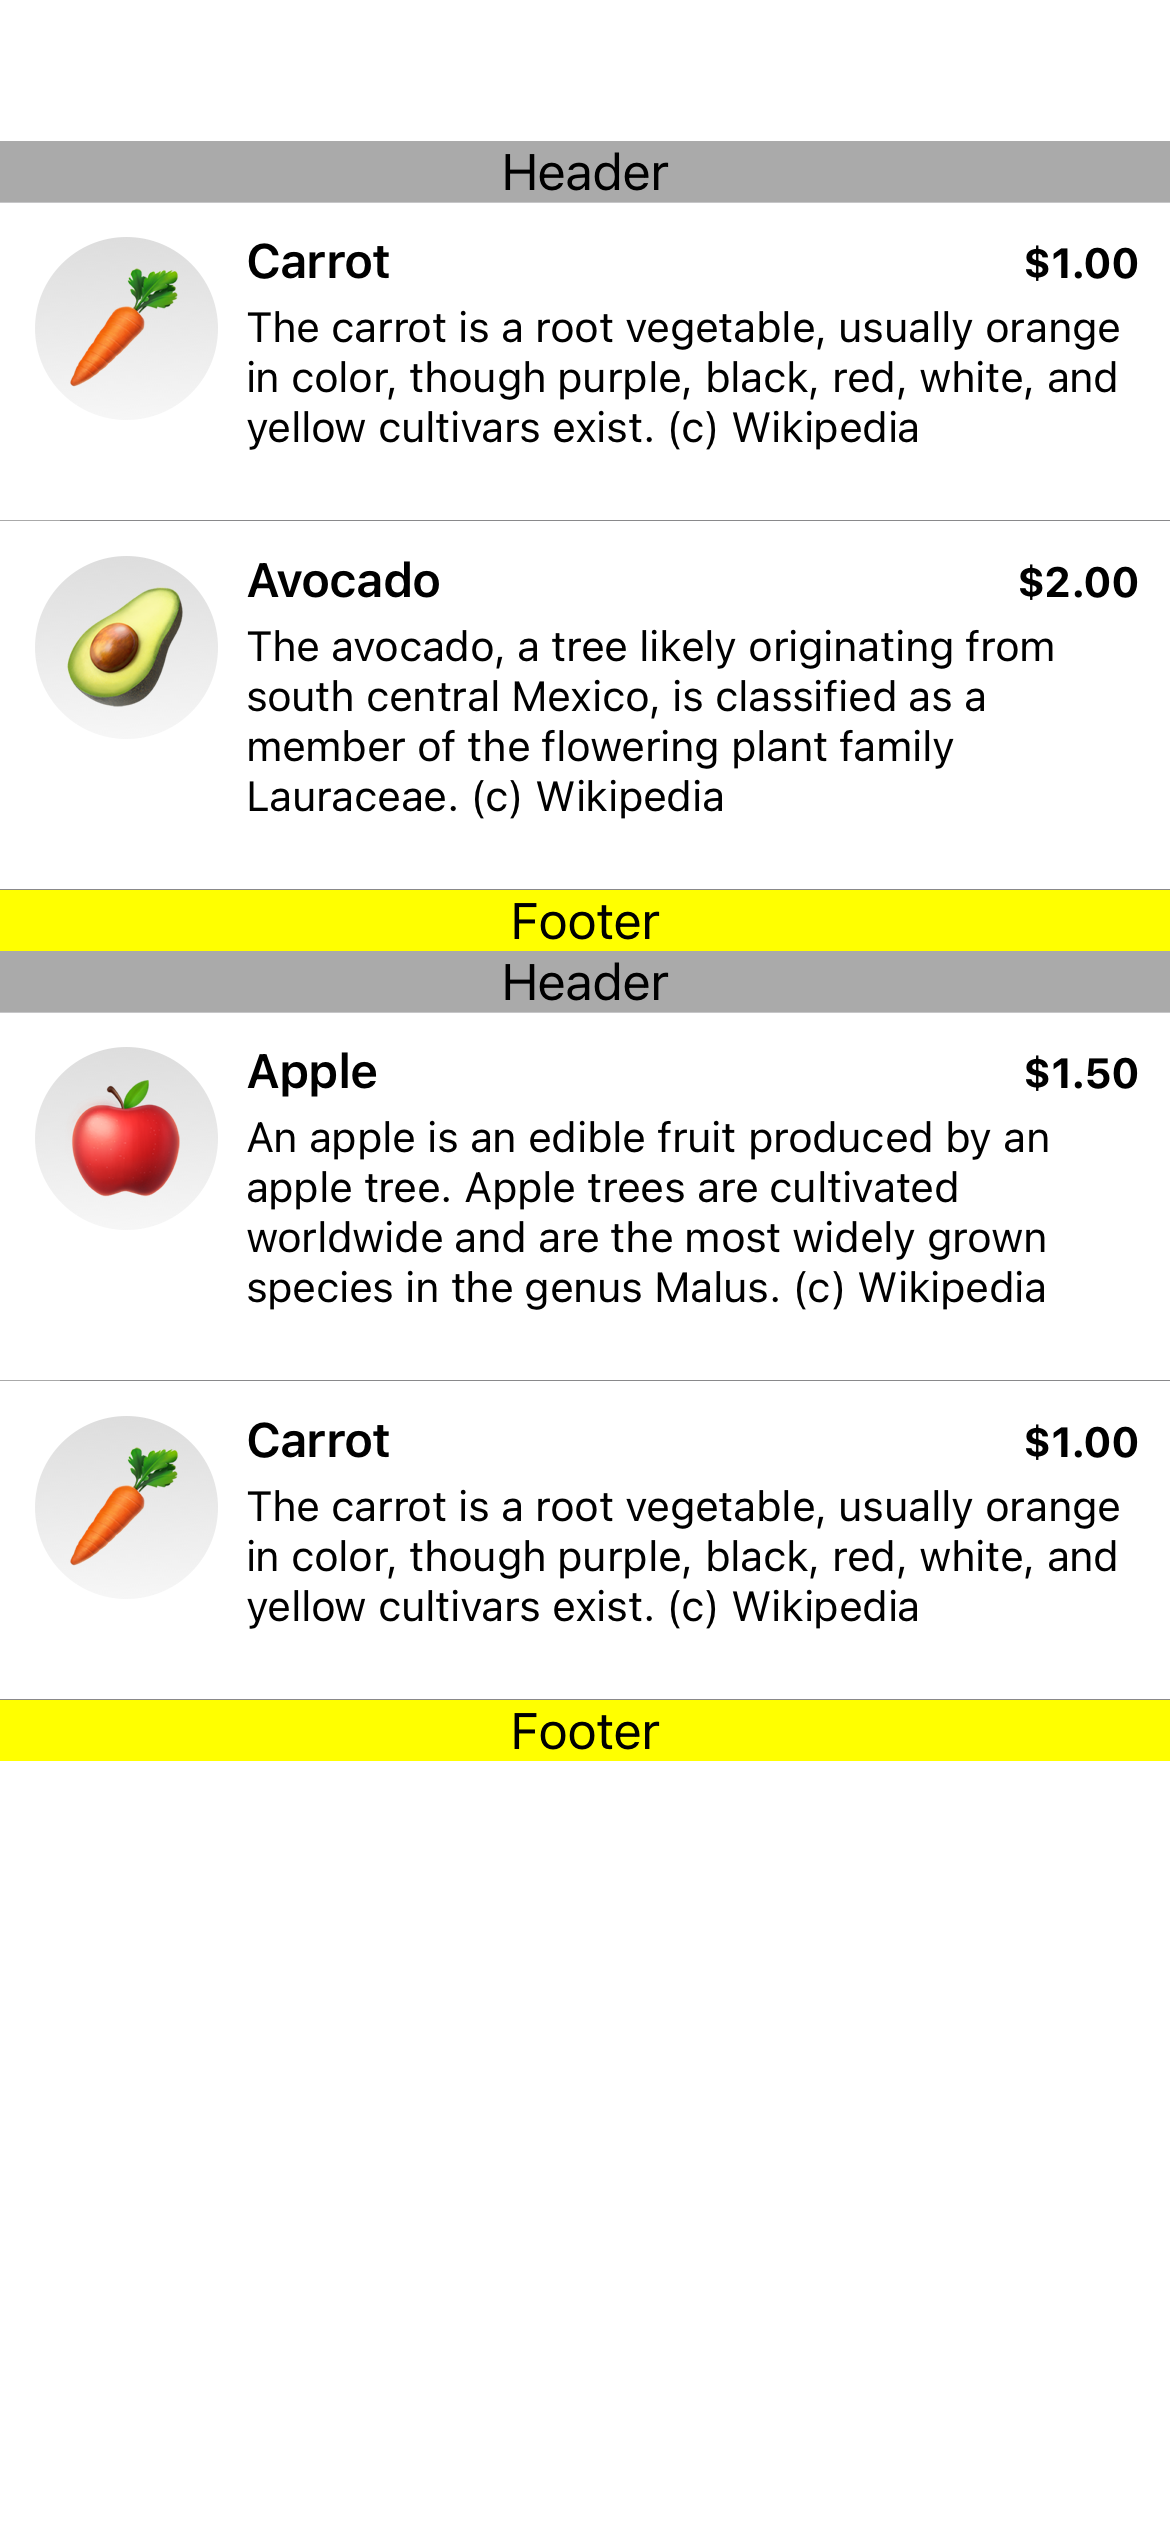 Header
Carrot $1.00
The carrot is a root vegetable, usually orange
in color, though purple, black, red, white, and
yellow cultivars exist. (c) Wikipedia
Avocado $2.00
The avocado, a tree likely originating from
south central Mexico, is classified as a
member of the flowering plant family
Lauraceae. (c) Wikipedia
Footer
Header
Apple $1.50
An apple is an edible fruit produced by an
apple tree. Apple trees are cultivated
worldwide and are the most widely grown
species in the genus Malus. (c) Wikipedia
Carrot $1.00
The carrot is a root vegetable, usually orange
in color, though purple, black, red, white, and
yellow cultivars exist. (c) Wikipedia
Footer